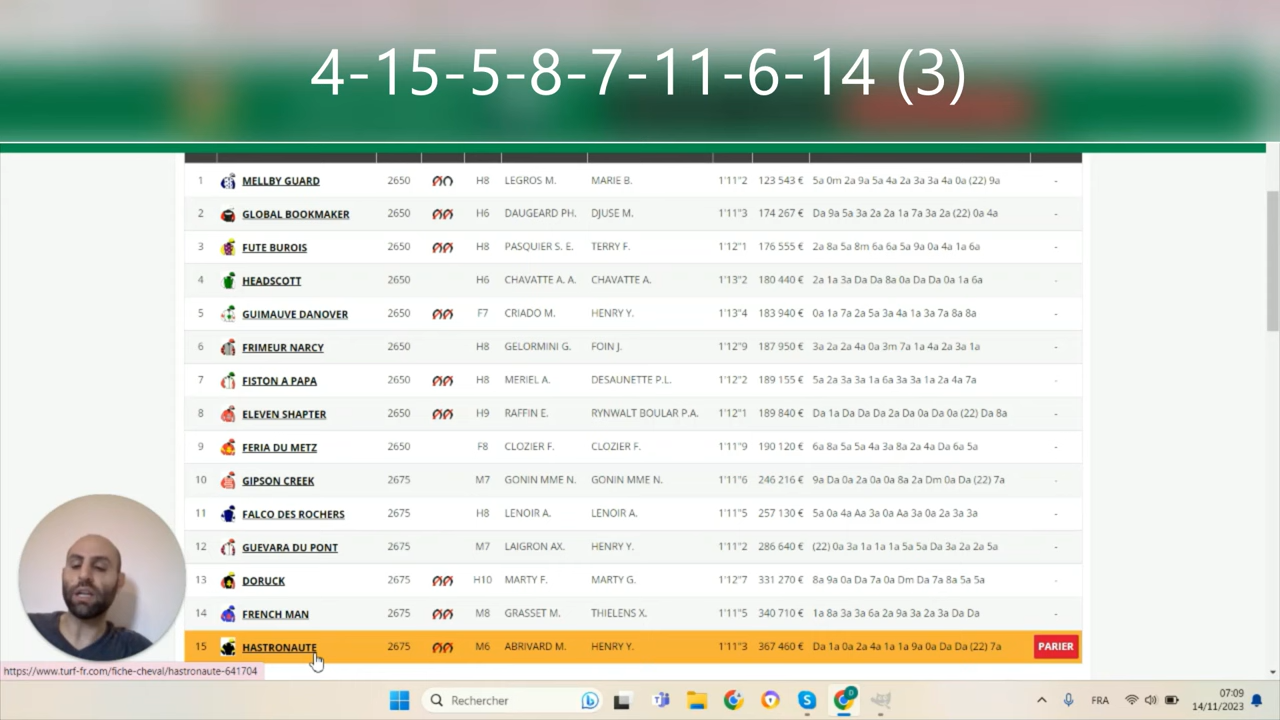 4-15-5-8-7-11-6-14 (3)
1 MELLBY GUARD 2650 H8 LEGROS M. MARIE B. 1'11"2 123 543 € 5a 0m 2a 9a 5a 4a 2a 3a 3a 4a 0a (22) 9a -
2 GLOBAL BOOKMAKER 2650 H6 DAUGEARD PH. DJUSE M. 1'11"3 174 267 € Da 9a 5a 3a 2a 2a 1a 7a 3a 2a (22) 0a 4a -
3 FUTE BUROIS 2650 H8 PASQUIER S. E. TERRY F. 1'12"1 176 555 € 2a 8a 5a 8m 6a 6a 5a 9a 0a 4a 1a 6a -
4 HEADSCOTT 2650 H6 CHAVATTE A. A. CHAVATTE A. 1'13"2 180 440 € 2a 1a 3a Da Da 8a 0a Da Da 0a 1a 6a -
5 GUIMAUVE DANOVER 2650 F7 CRIADO M. HENRY Y. 1'13"4 183 940 € 0a 1a 7a 2a 5a 3a 4a 1a 3a 7a 8a 8a -
6 FRIMEUR NARCY 2650 H8 GELORMINI G. FOIN J. 1'12"9 187 950 € 3a 2a 2a 4a 0a 3m 7a 1a 4a 2a 3a 1a -
7 FISTON A PAPA 2650 H8 MERIEL A. DESAUNETTE P.L. 1'12"2 189 155 € 5a 2a 3a 3a 1a 6a 3a 3a 1a 2a 4a 7a -
8 ELEVEN SHAPTER 2650 H9 RAFFIN E. RYNWALT BOULAR P.A. 1'12"1 189 840 € Da 1a Da Da Da 2a Da 0a Da 0a (22) Da 8a -
9 FERIA DU METZ 2650 F8 CLOZIER F. CLOZIER F. 1'11"9 190 120 € 6a 8a 5a 5a 4a 3a 8a 2a 4a Da 6a 5a -
10 GIPSON CREEK 2675 M7 GONIN MME N. GONIN MME N. 1'11"6 246 216 € 9a Da 0a 2a 0a 0a 8a 2a Dm 0a Da (22) 7a -
11 FALCO DES ROCHERS 2675 H8 LENOIR A. LENOIR A. 1'11"5 257 130 € 5a 0a 4a Aa 3a 0a Aa 3a 0a 2a 3a 3a -
12 GUEVARA DU PONT 2675 M7 LAIGRON AX. HENRY Y. 1'11"2 286 640 € (22) 0a 3a 1a 1a 1a 5a 5a Da 3a 2a 2a 5a -
13 DORUCK 2675 H10 MARTY F. MARTY G. 1'12"7 331 270 € 8a 9a 0a Da 7a 0a Dm Da 7a 8a 5a 5a -
14 FRENCH MAN 2675 M8 GRASSET M. THIELENS X. 1'11"5 340 710 € 1a 8a 3a 3a 6a 2a 9a 3a 2a 3a Da Da -
15 HASTRONAUTE 2675 M6 ABRIVARD M. HENRY Y. 1'11"3 367 460 € Da 1a 0a 2a 4a 1a 1a 9a 0a Da Da (22) 7a PARIER
https://www.turf-fr.com/fiche-cheval/hastronaute-641704
Rechercher
FRA
07:09
14/11/2023